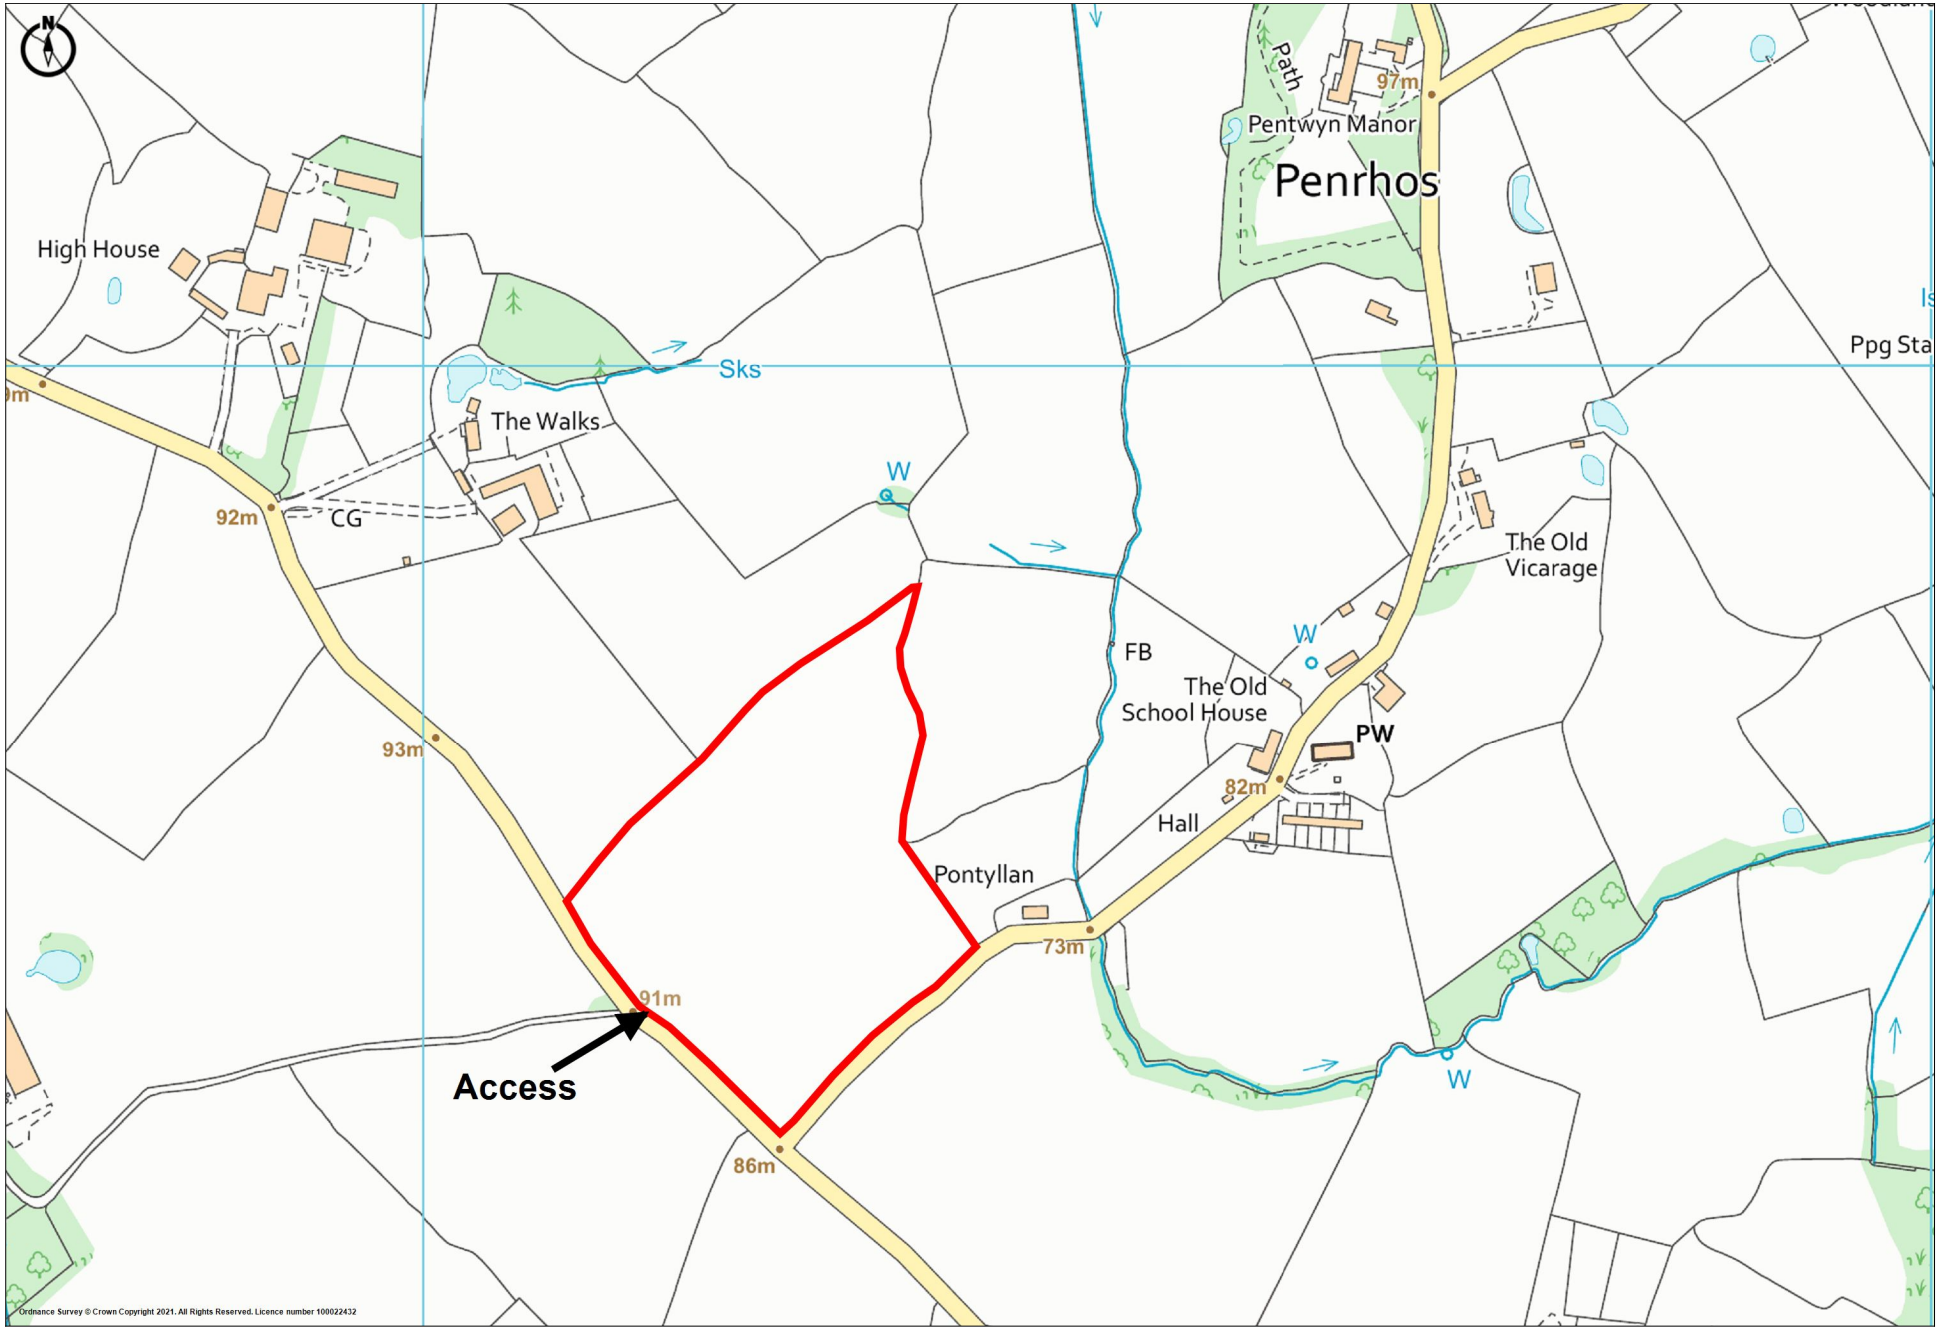 N
Path
97m
Pentwyn Manor
Penrhos
High House
Ppg Sta
9m
Sks
The Walks
W
92m
CG
The Old
Vicarage
W
FB
The Old
School House
PW
93m
82m
Hall
Pontyllan
73m
91m
Access
W
86m
Ordnance Survey © Crown Copyright 2021. All Rights Reserved. Licence number 100022432